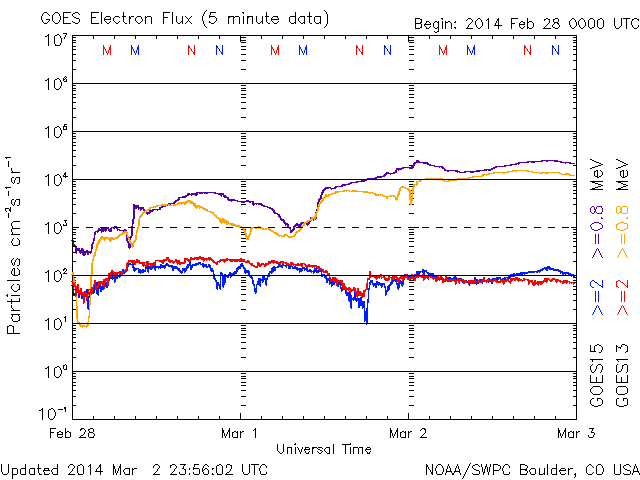 GOES Electron Flux (5 minute data)
Begin: 2014 Feb 28 0000 UTC
M M N N M M N N M M N N
10⁷
10⁶
10⁵
10⁴
10³
10²
10¹
10⁰
10⁻¹
Particles cm⁻²s⁻¹sr⁻¹
Feb 28 Mar 1 Mar 2 Mar 3
Universal Time
GOES15 >=2 >=0.8 MeV
GOES13 >=2 >=0.8 MeV
Updated 2014 Mar 2 23:56:02 UTC
NOAA/SWPC Boulder, CO USA